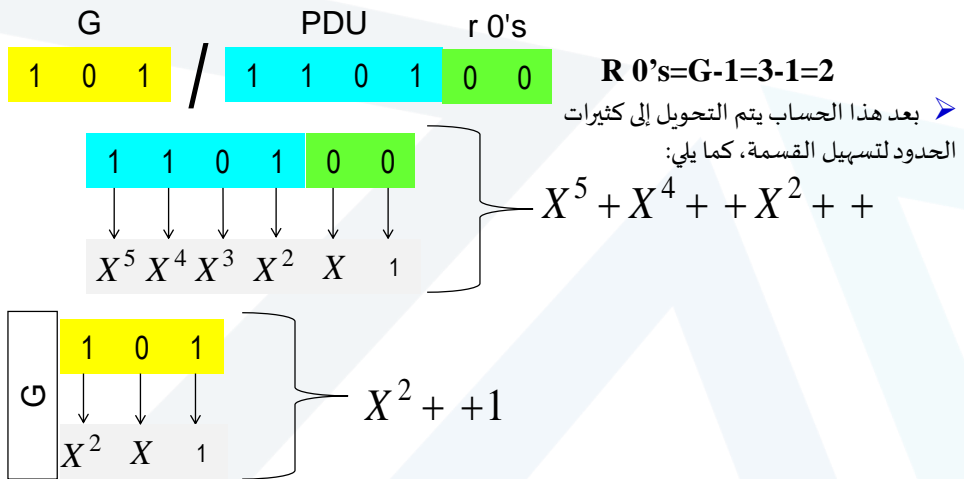 G PDU r 0's
1 0 1 / 1 1 0 1 0 0
R 0’s=G-1=3-1=2
بعد هذا الحساب يتم التحويل إلى كثيرات
الحدود لتسهيل القسمة، كما يلي:
1 1 0 1 0 0
X^5 X^4 X^3 X^2 X 1
X^5 + X^4 + + X^2 + +
G
1 0 1
X^2 X 1
X^2 + +1